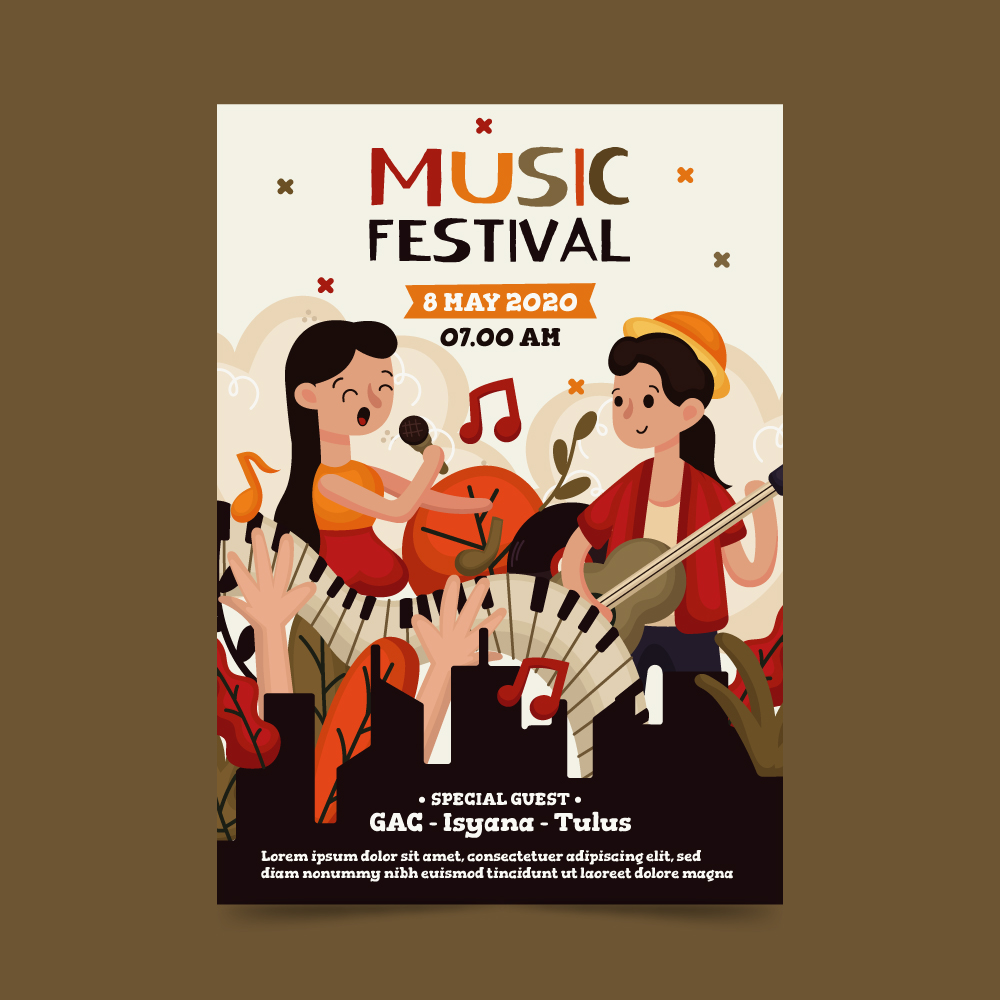 MUSIC
FESTIVAL
8 MAY 2020
07.00 AM
• SPECIAL GUEST •
GAC - Isyana - Tulus
Lorem ipsum dolor sit amet, consectetuer adipiscing elit, sed
diam nonummy nibh euismod tincidunt ut laoreet dolore magna